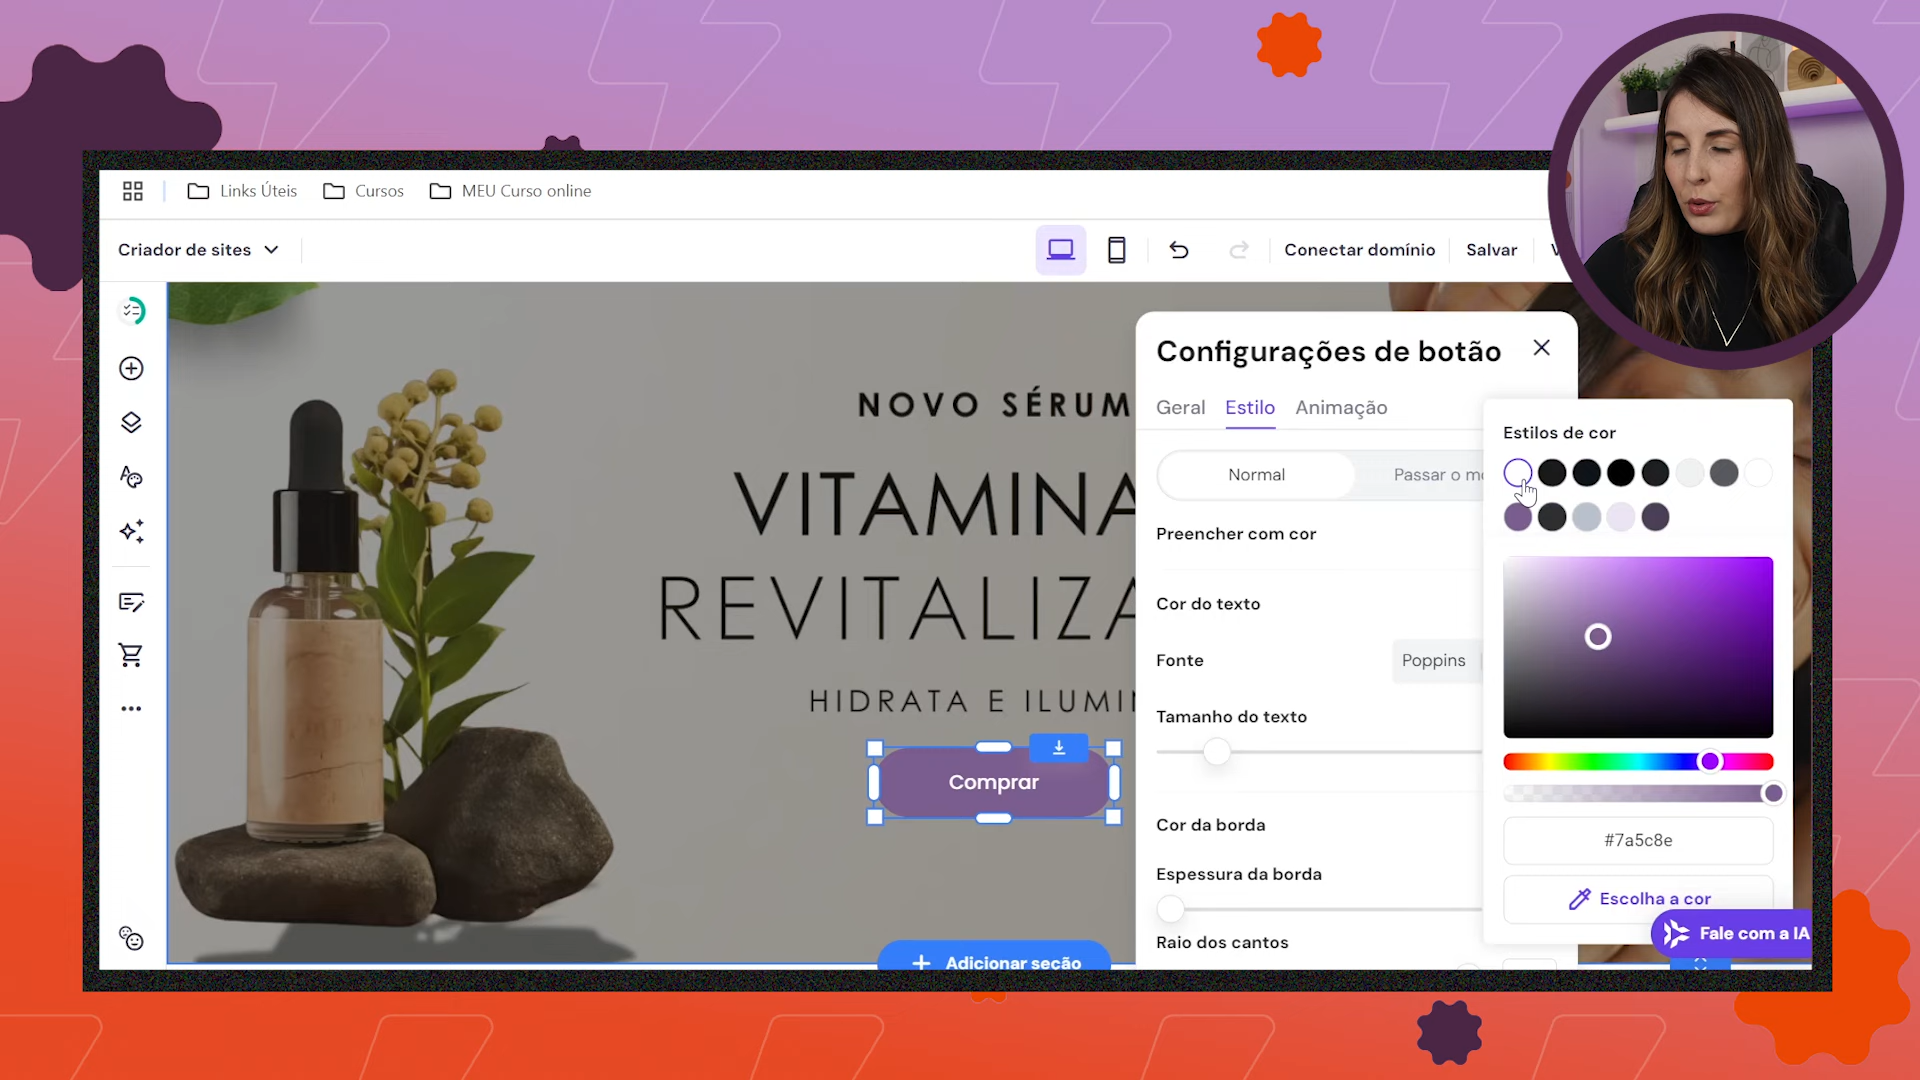 Links Úteis
Cursos
MEU Curso online
Criador de sites
Conectar domínio
Salvar
NOVO SÉRUM
VITAMINA
REVITALIZA
HIDRATA E ILUMIN
Comprar
Adicionar seção
Configurações de botão
Geral
Estilo
Animação
Normal
Passar o mo
Preencher com cor
Cor do texto
Fonte
Poppins
Tamanho do texto
Cor da borda
Espessura da borda
Raio dos cantos
Estilos de cor
#7a5c8e
Escolha a cor
Fale com a IA